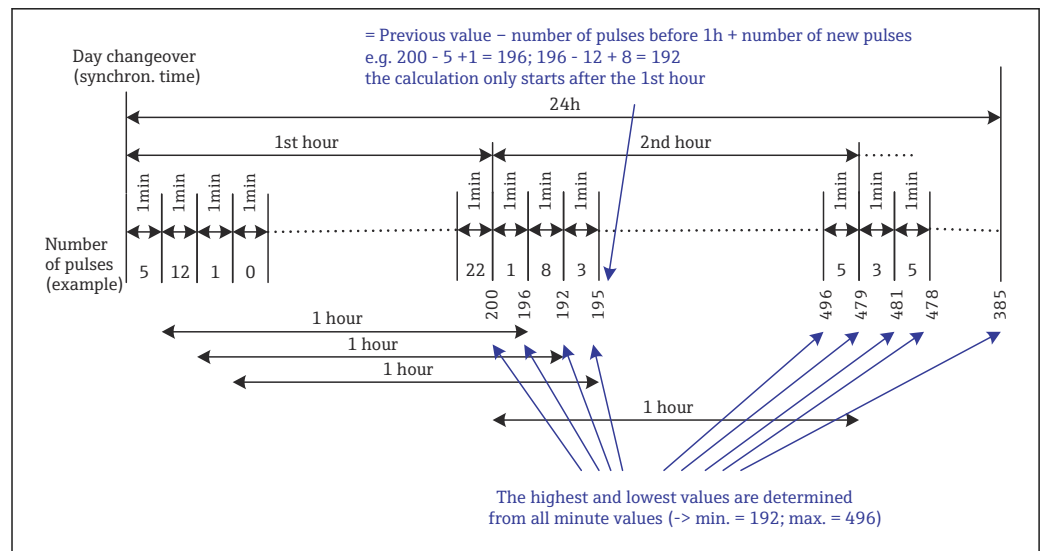 = Previous value – number of pulses before 1h + number of new pulses
e.g. 200 - 5 +1 = 196; 196 - 12 + 8 = 192
the calculation only starts after the 1st hour
Day changeover
(synchron. time)
24h
1st hour
2nd hour
1min
1min
1min
1min
1min
1min
1min
1min
1min
1min
1min
Number
of pulses
(example)
5
12
1
0
22
1
8
3
5
3
5
200
196
192
195
496
479
481
478
385
1 hour
1 hour
1 hour
1 hour
The highest and lowest values are determined
from all minute values (-> min. = 192; max. = 496)